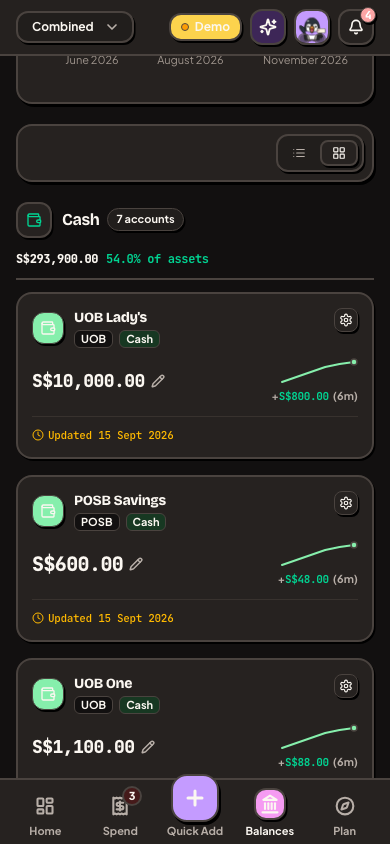 Combined
Demo
4
June 2026 August 2026 November 2026
Cash 7 accounts
S$293,900.00 54.0% of assets
UOB Lady's
UOB Cash
S$10,000.00
+S$800.00 (6m)
Updated 15 Sept 2026
POSB Savings
POSB Cash
S$600.00
+S$48.00 (6m)
Updated 15 Sept 2026
UOB One
UOB Cash
S$1,100.00
+S$88.00 (6m)
3
Home Spend Quick Add Balances Plan